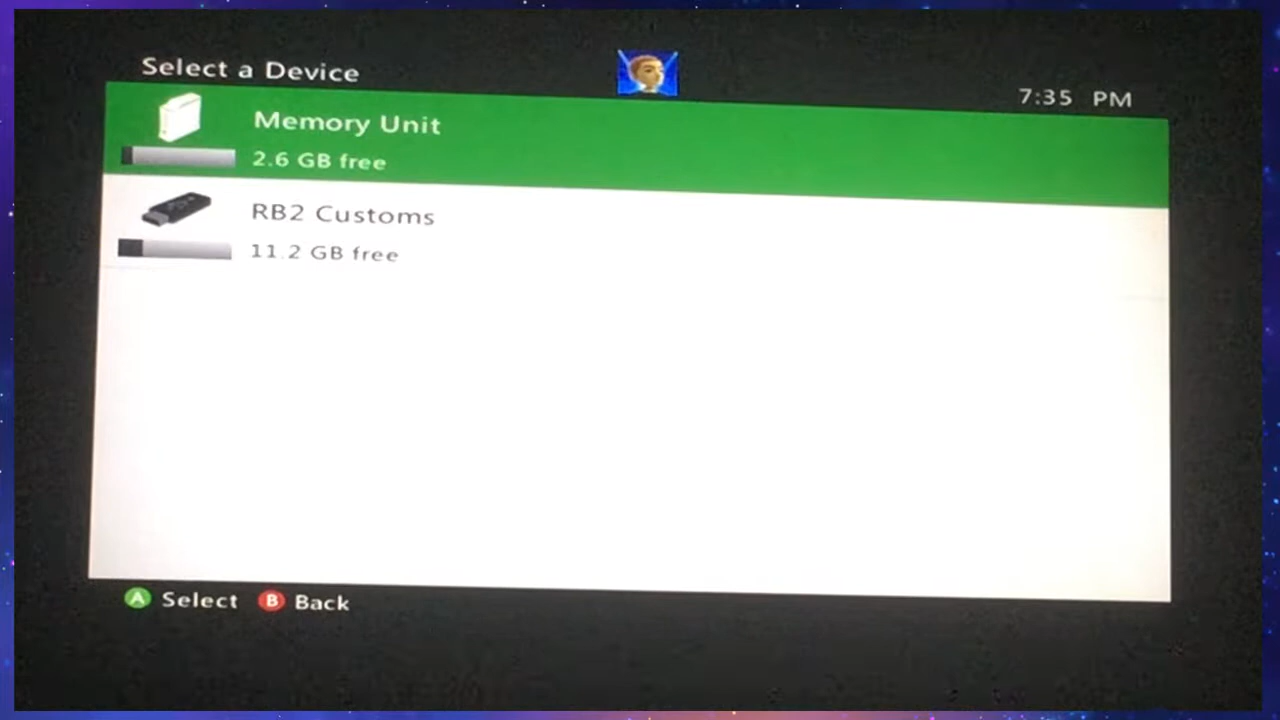 Select a Device
7:35 PM
Memory Unit
2.6 GB free
RB2 Customs
11.2 GB free
A Select B Back